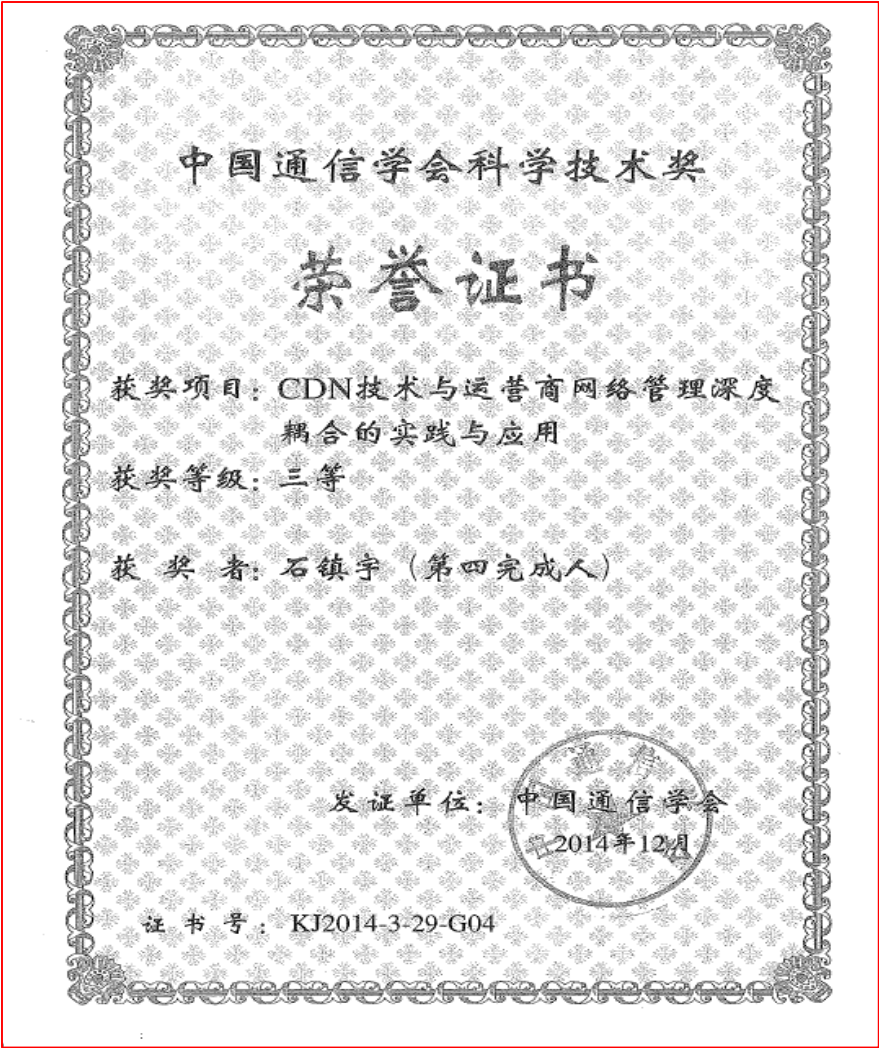 中国通信学会科学技术奖
荣誉证书
获奖项目：CDN技术与运营商网络管理深度
耦合的实践与应用
获奖等级：三等
获 奖 者：石镇宇（第四完成人）
发证单位：中国通信学会
2014年12月
证 书 号：KJ2014-3-29-G04